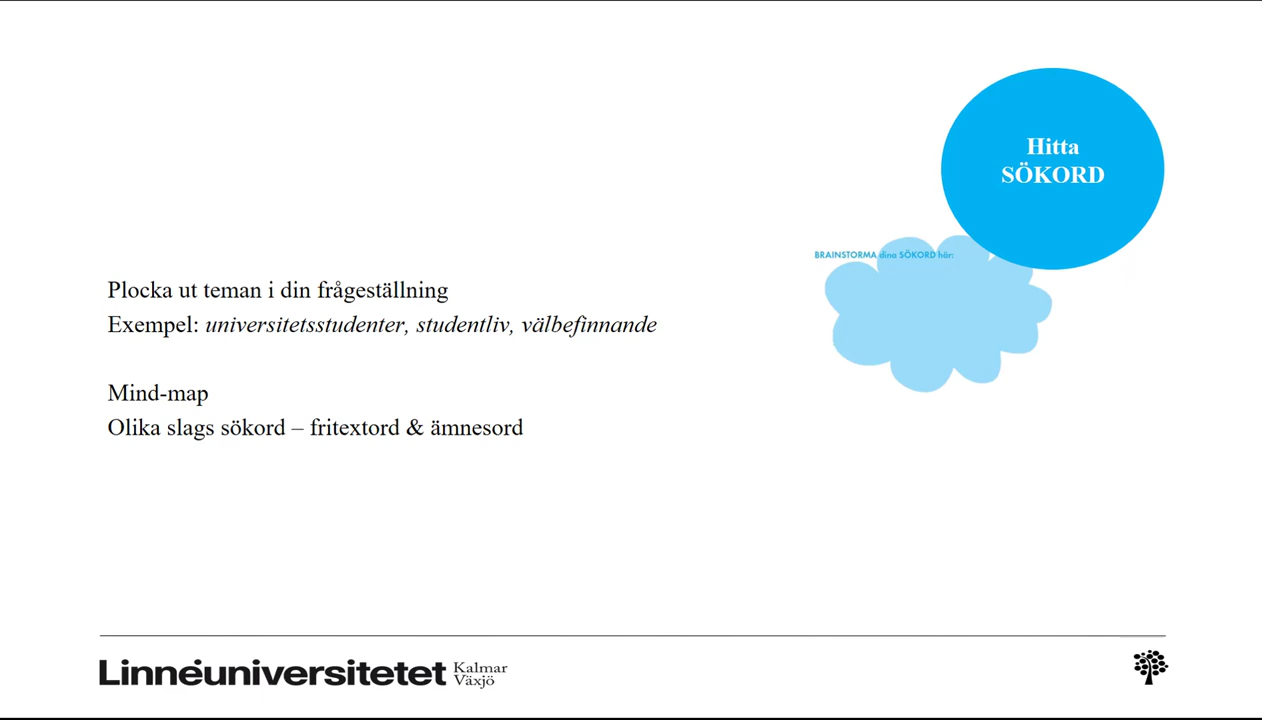 Hitta
SÖKORD
BRAINSTORMA dina SÖKORD här:
Plocka ut teman i din frågeställning
Exempel: universitetsstudenter, studentliv, välbefinnande
Mind-map
Olika slags sökord – fritextord & ämnesord
Linnéuniversitetet
Kalmar
Växjö